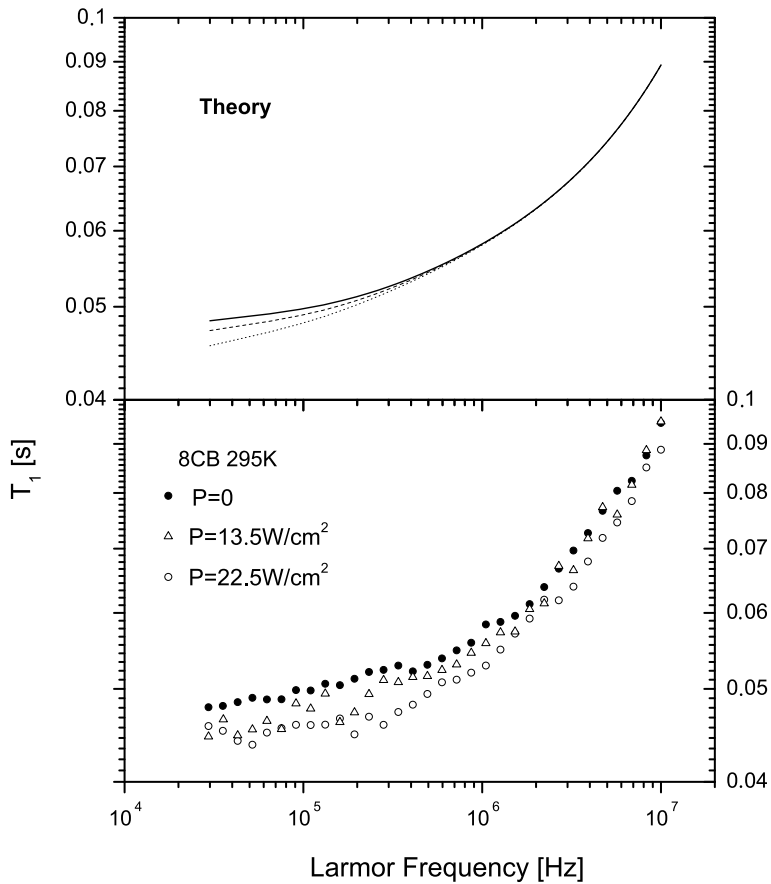 0.1
0.09
0.08
0.07
0.06
0.05
0.04
Theory
T₁ [s]
0.1
0.09
0.08
0.07
0.06
0.05
0.04
8CB 295K
P=0
P=13.5W/cm²
P=22.5W/cm²
10⁴
10⁵
10⁶
10⁷
Larmor Frequency [Hz]